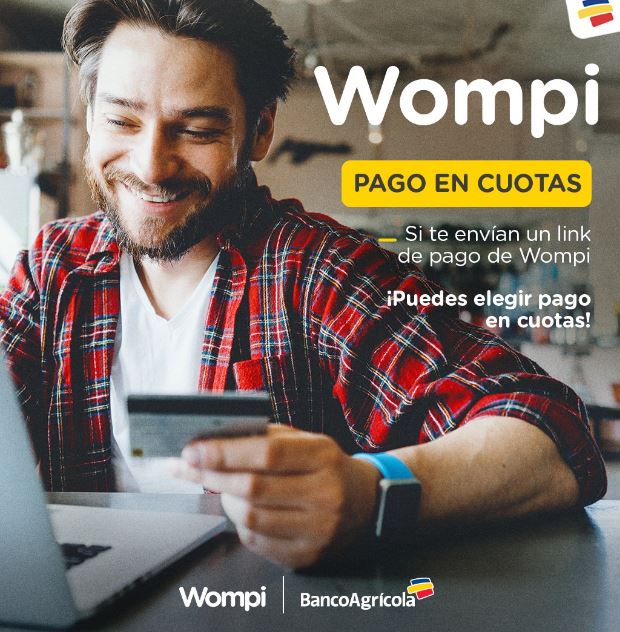 Wompi
PAGO EN CUOTAS
Si te envían un link
de pago de Wompi
¡Puedes elegir pago
en cuotas!
Wompi
BancoAgrícola